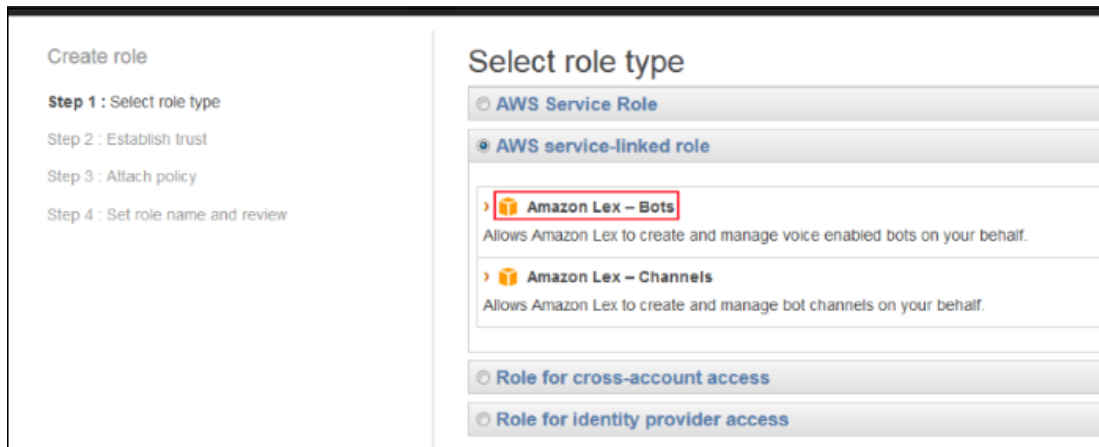 Create role
Step 1 : Select role type
Step 2 : Establish trust
Step 3 : Attach policy
Step 4 : Set role name and review
Select role type
AWS Service Role
AWS service-linked role
Amazon Lex – Bots
Allows Amazon Lex to create and manage voice enabled bots on your behalf.
Amazon Lex – Channels
Allows Amazon Lex to create and manage bot channels on your behalf.
Role for cross-account access
Role for identity provider access